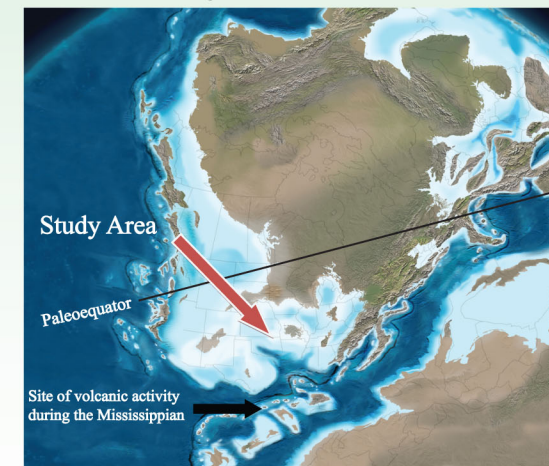 Study Area
Paleoequator
Site of volcanic activity
during the Mississippian